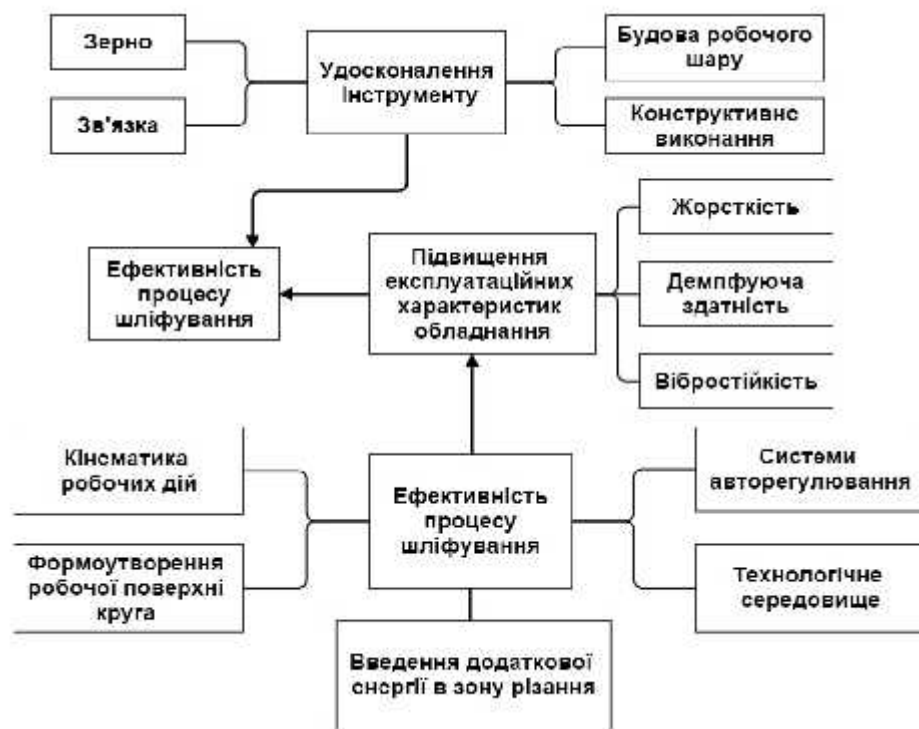 Зерно
Зв'язка
Удосконалення
Інструменту
Будова робочого
шару
Конструктивне
виконання
Ефективність
процесу
шліфування
Підвищення
експлуатаційних
характеристик
обладнання
Жорсткість
Демпфуюча
здатність
Вібростійкість
Кінематика
робочих дій
Формоутворення
робочої поверхні
круга
Ефективність
процесу
шліфування
Системи
авторегулювання
Технологічне
середовище
Введення додаткової
енергії в зону різання